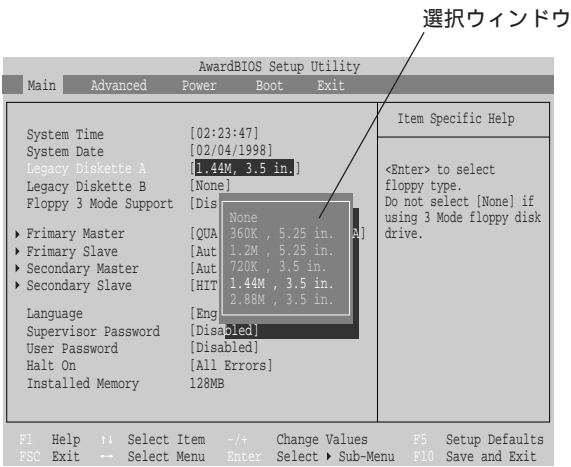 選択ウィンドウ
AwardBIOS Setup Utility
Main Advanced Power Boot Exit
System Time [02:23:47]
System Date [02/04/1998]
Legacy Diskette A [1.44M, 3.5 in.]
Legacy Diskette B [None]
Floppy 3 Mode Support [Dis
Primary Master [QUA A]
Primary Slave [Aut
Secondary Master [Aut
Secondary Slave [HIT
Language [Eng
Supervisor Password [Disabled]
User Password [Disabled]
Halt On [All Errors]
Installed Memory 128MB
None
360K , 5.25 in.
1.2M , 5.25 in.
720K , 3.5 in.
1.44M , 3.5 in.
2.88M , 3.5 in.
Item Specific Help
<Enter> to select
floppy type.
Do not select [None] if
using 3 Mode floppy disk
drive.
F1 Help ↑↓ Select Item -/+ Change Values F5 Setup Defaults
ESC Exit ↔ Select Menu Enter Select ▸ Sub-Menu F10 Save and Exit